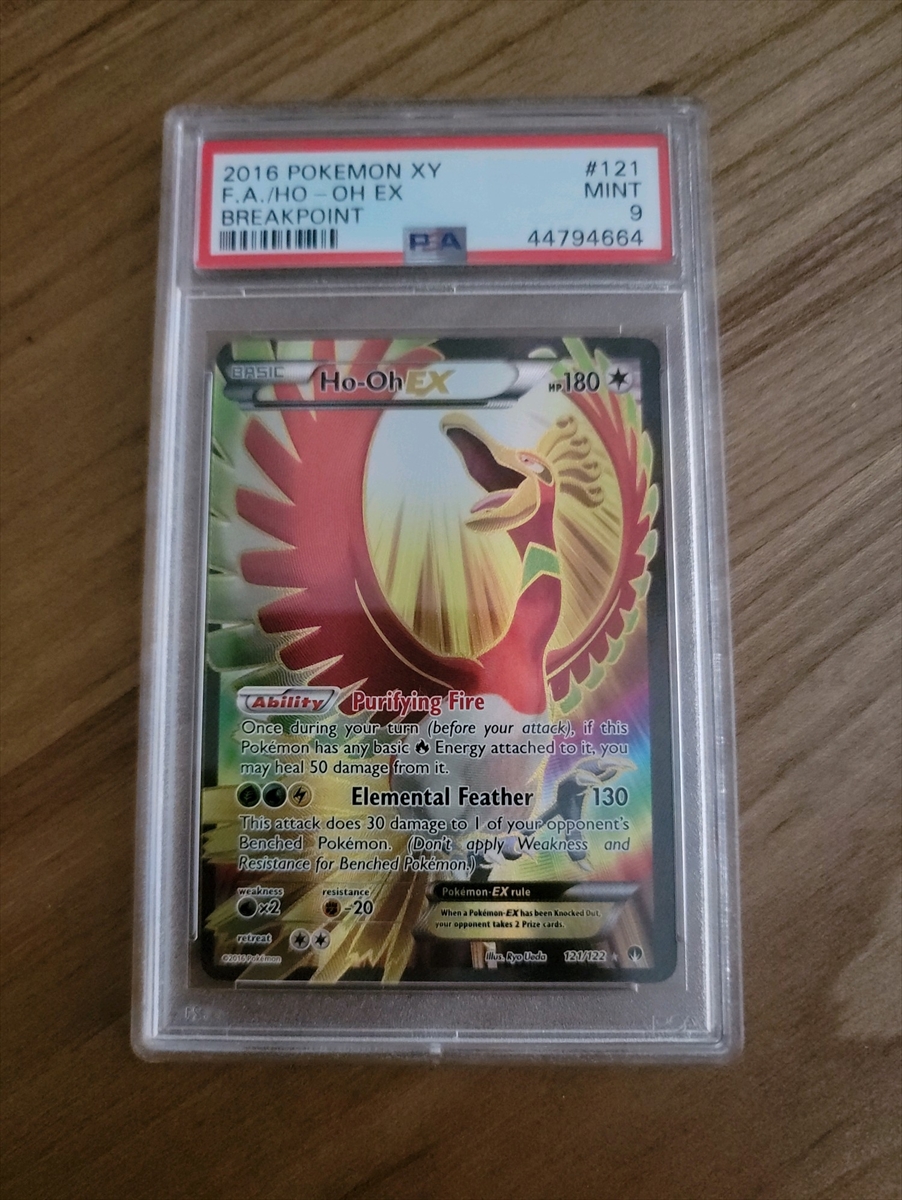 2016 POKEMON XY #121
F.A./HO-OH EX MINT
BREAKPOINT 9
PSA 44794664
BASIC Ho-Oh EX HP180
Ability Purifying Fire
Once during your turn (before your attack), if this
Pokémon has any basic Energy attached to it, you
may heal 50 damage from it.
Elemental Feather 130
This attack does 30 damage to 1 of your opponent's
Benched Pokémon. (Don't apply Weakness and
Resistance for Benched Pokémon.)
Pokémon-EX rule
When a Pokémon-EX has been Knocked Out,
your opponent takes 2 Prize cards.
weakness resistance
×2 -20
retreat
©2016 Pokémon Illus. Ryo Ueda 121/122